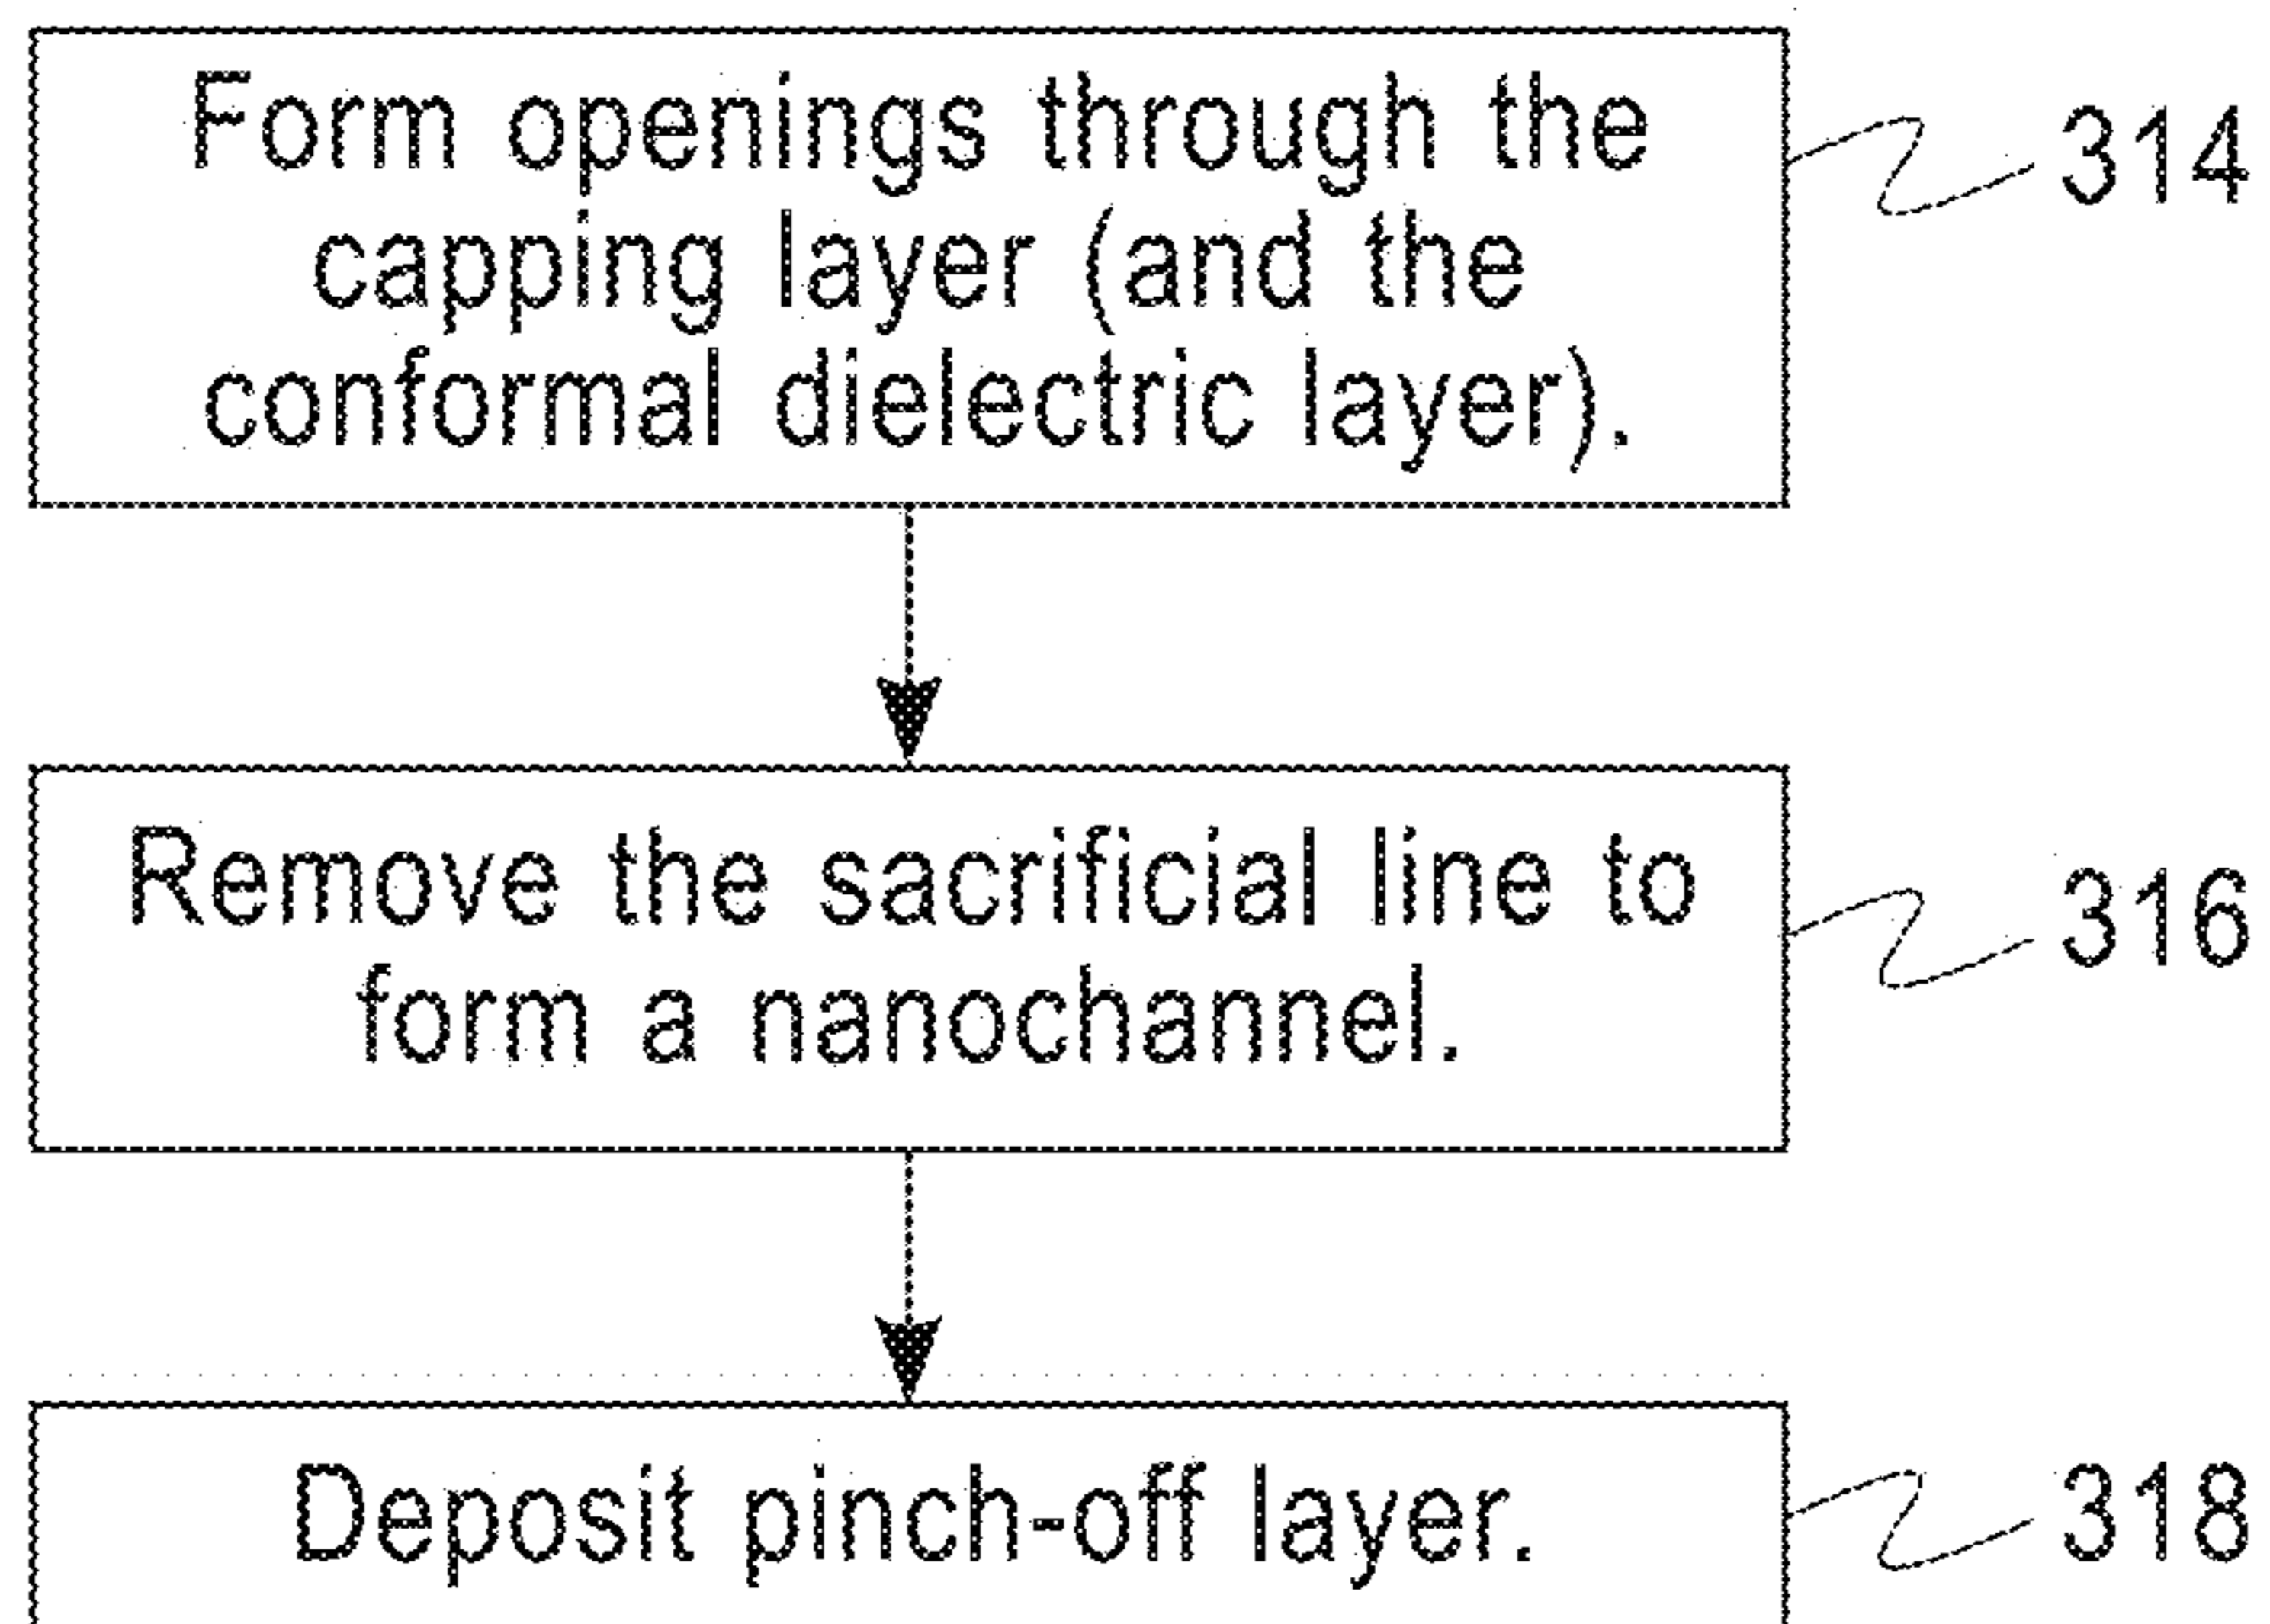 Form openings through the
capping layer (and the
conformal dielectric layer).
314
Remove the sacrificial line to
form a nanochannel.
316
Deposit pinch-off layer.
318